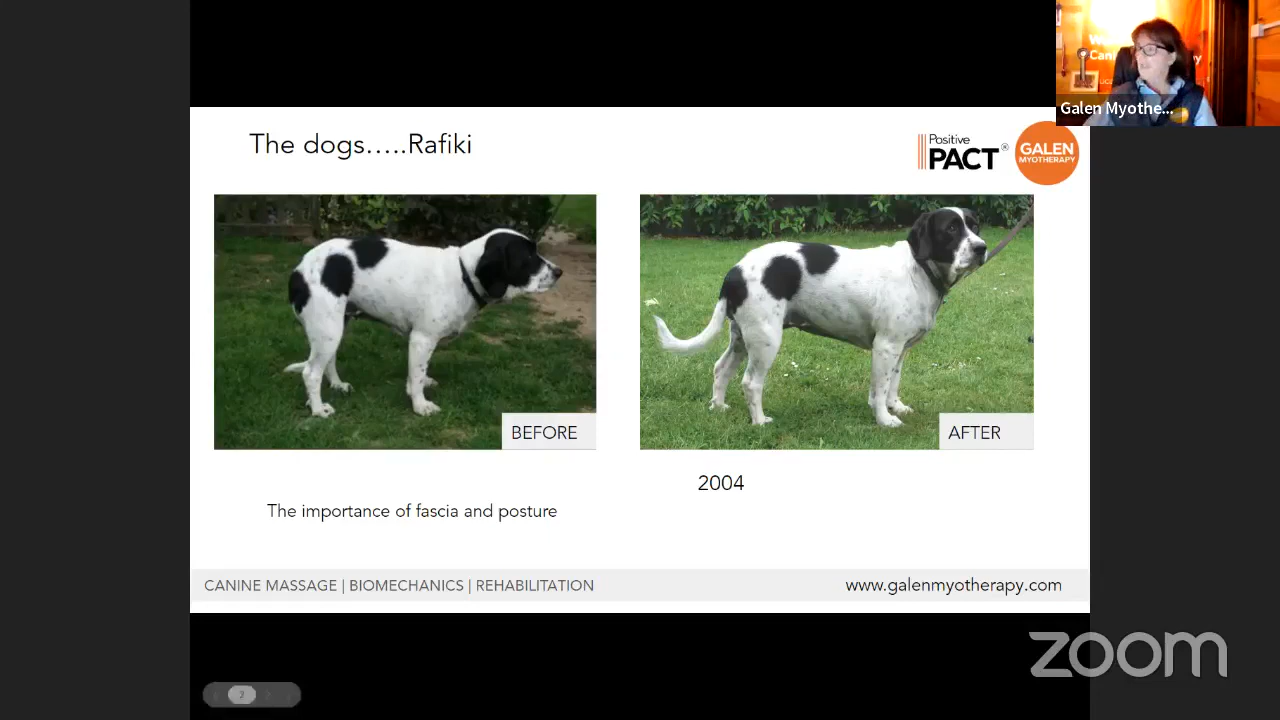 Galen Myothe...
The dogs.....Rafiki
Positive
PACT®
GALEN
MYOTHERAPY
BEFORE
AFTER
2004
The importance of fascia and posture
CANINE MASSAGE | BIOMECHANICS | REHABILITATION
www.galenmyotherapy.com
zoom
2